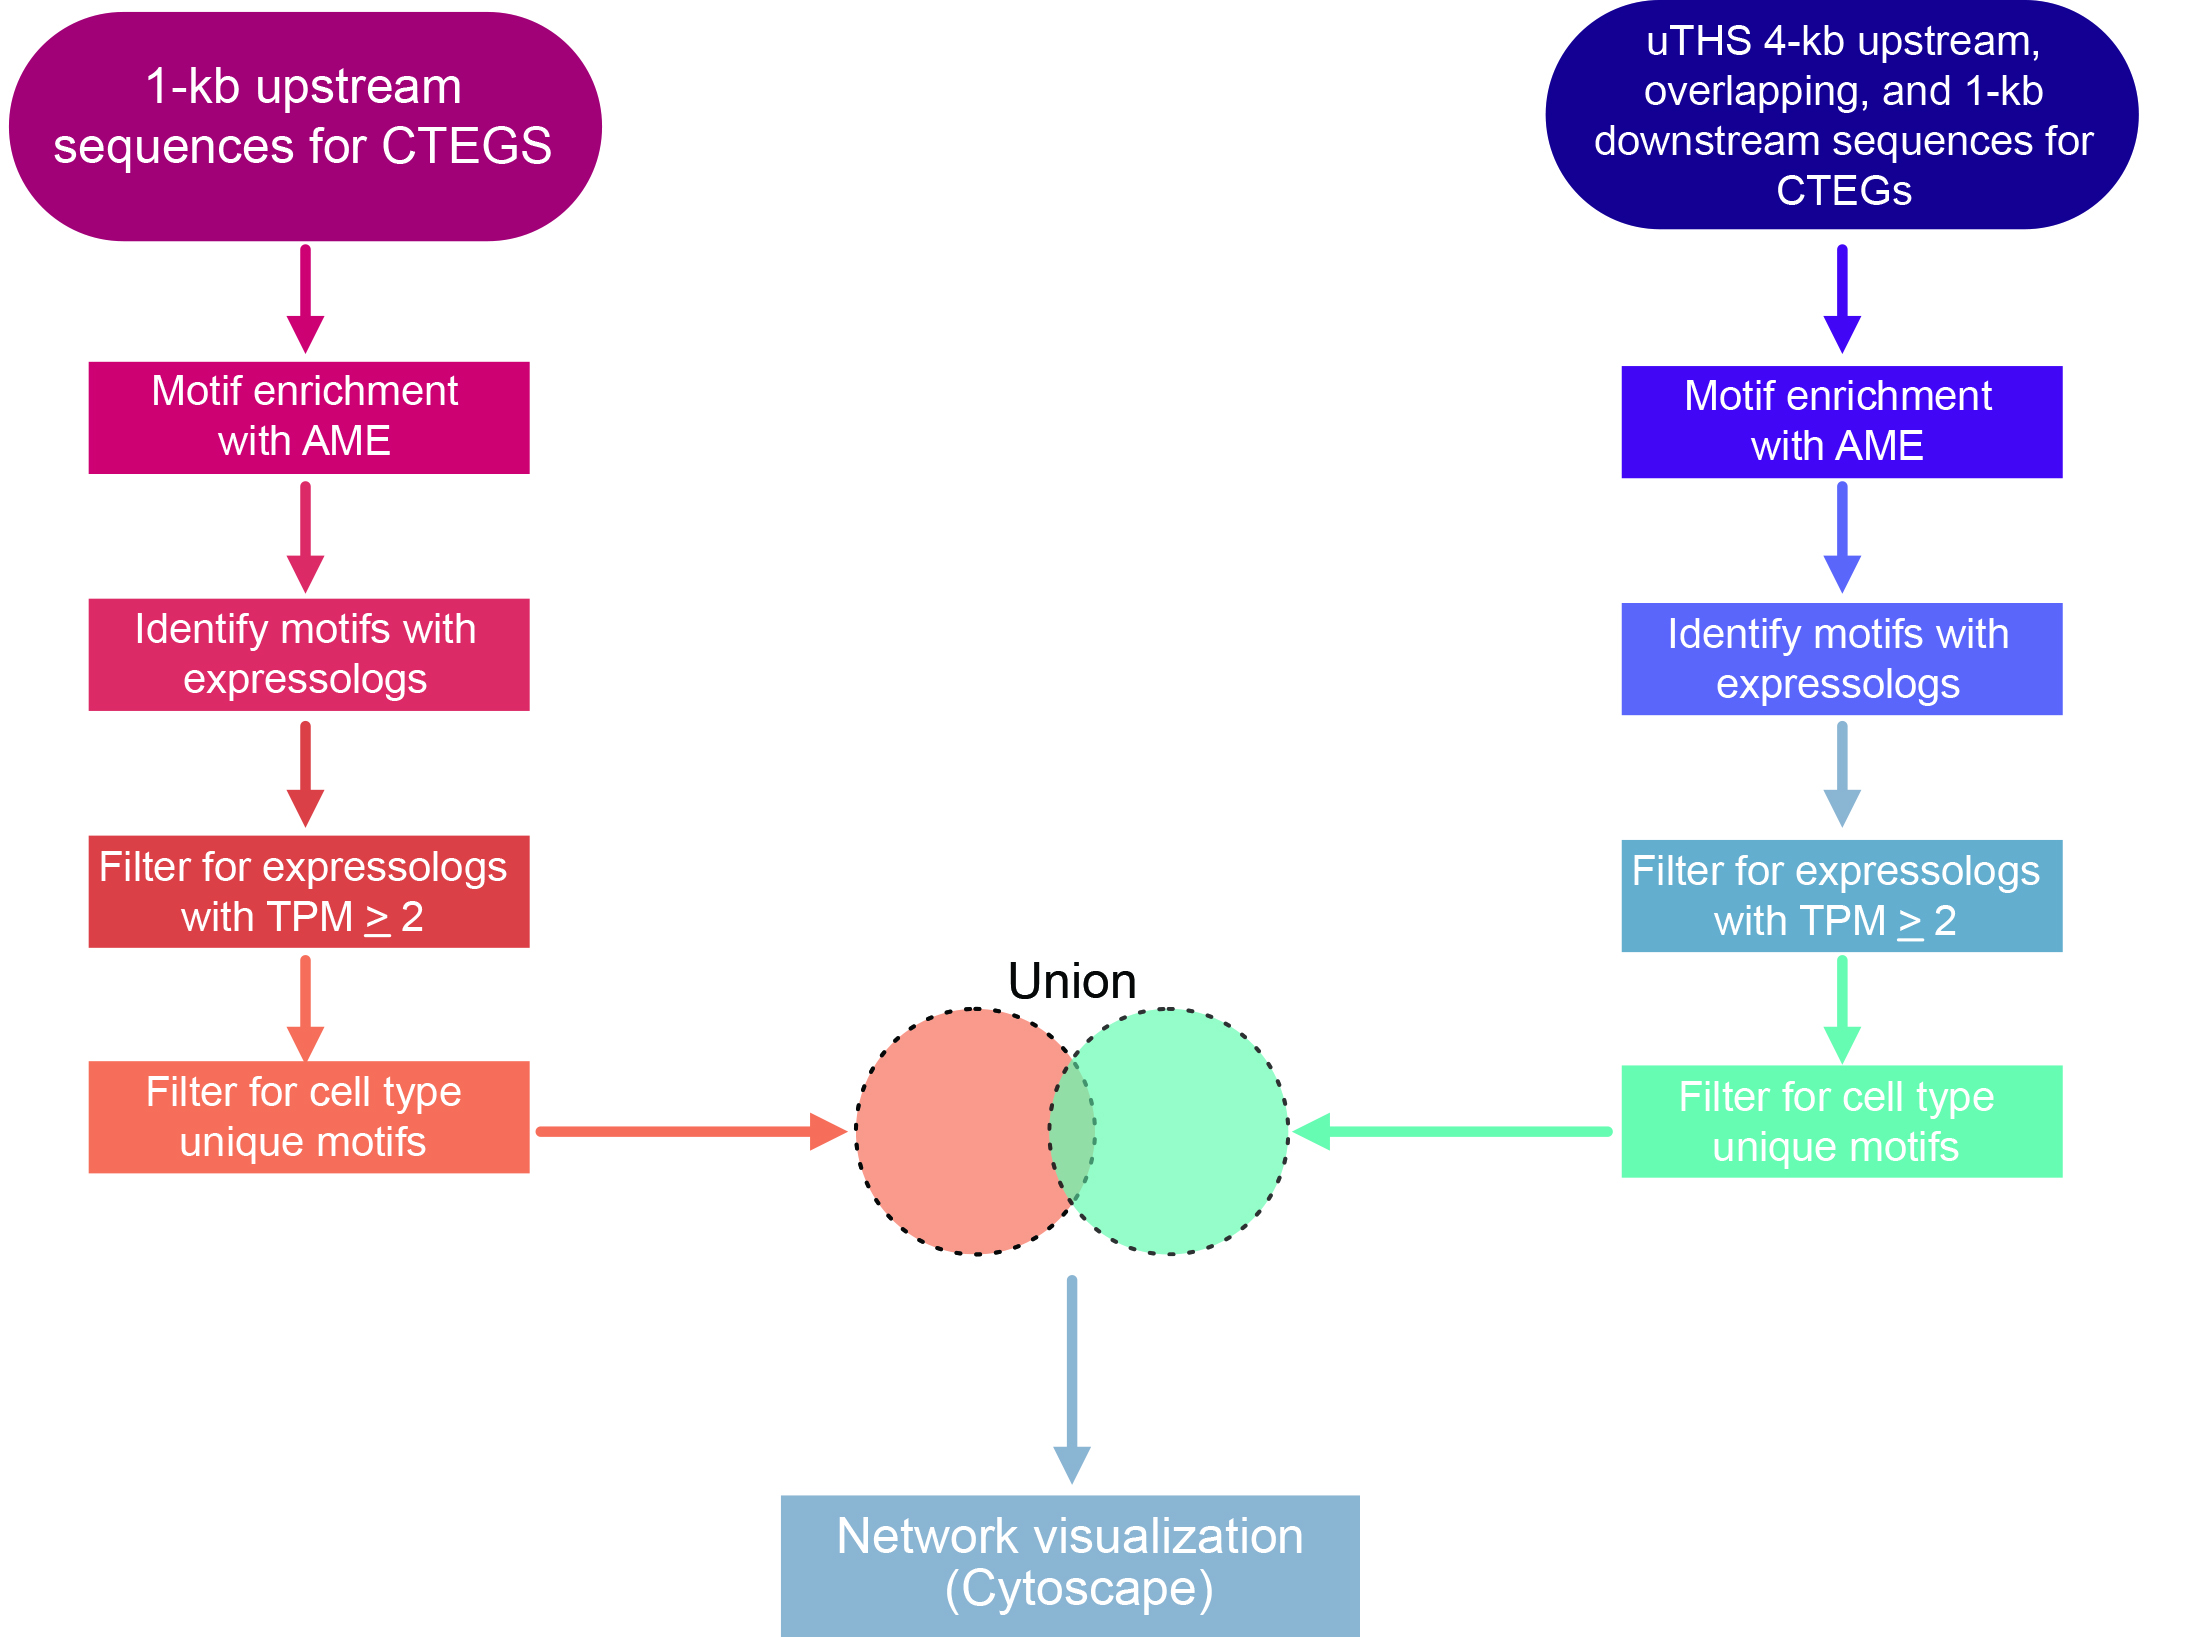 1-kb upstream
sequences for CTEGS
Motif enrichment
with AME
Identify motifs with
expressologs
Filter for expressologs
with TPM ≥ 2
Filter for cell type
unique motifs
uTHS 4-kb upstream,
overlapping, and 1-kb
downstream sequences for
CTEGs
Motif enrichment
with AME
Identify motifs with
expressologs
Filter for expressologs
with TPM ≥ 2
Filter for cell type
unique motifs
Union
Network visualization
(Cytoscape)